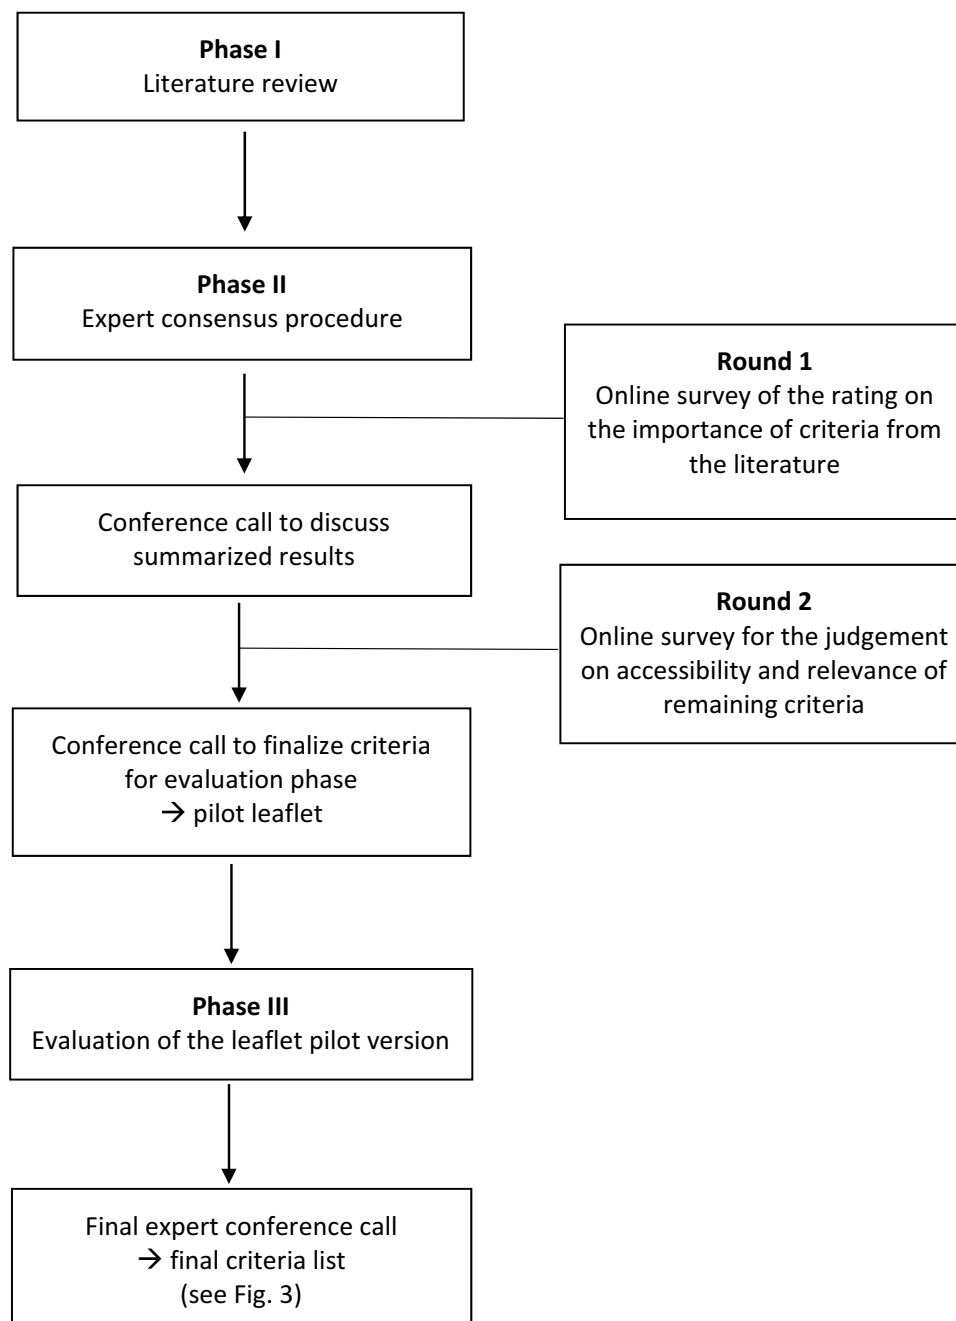 Phase I
Literature review
Phase II
Expert consensus procedure
Round 1
Online survey of the rating on
the importance of criteria from
the literature
Conference call to discuss
summarized results
Round 2
Online survey for the judgement
on accessibility and relevance of
remaining criteria
Conference call to finalize criteria
for evaluation phase
→ pilot leaflet
Phase III
Evaluation of the leaflet pilot version
Final expert conference call
→ final criteria list
(see Fig. 3)